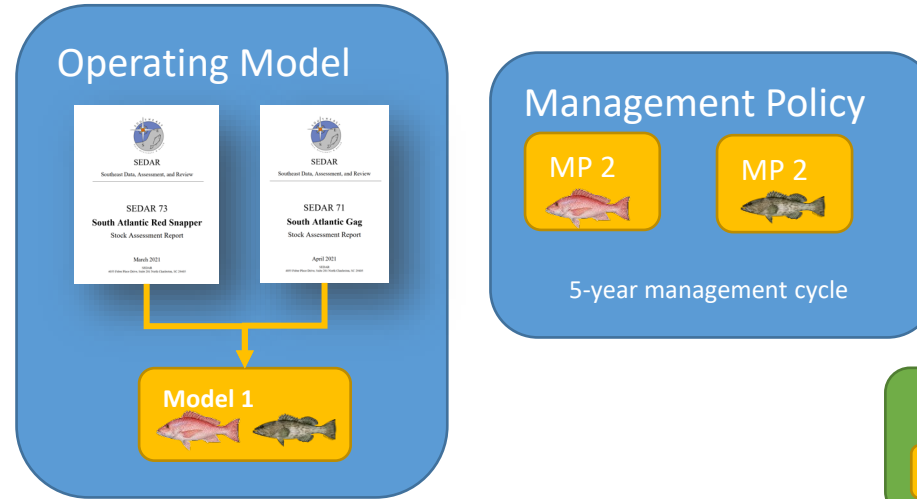 Operating Model
SEDAR
Southeast Data, Assessment, and Review
SEDAR 73
South Atlantic Red Snapper
Stock Assessment Report
March 2021
SEDAR
SEDAR
Southeast Data, Assessment, and Review
SEDAR 71
South Atlantic Gag
Stock Assessment Report
April 2021
SEDAR
Model 1
Management Policy
MP 2
MP 2
5-year management cycle